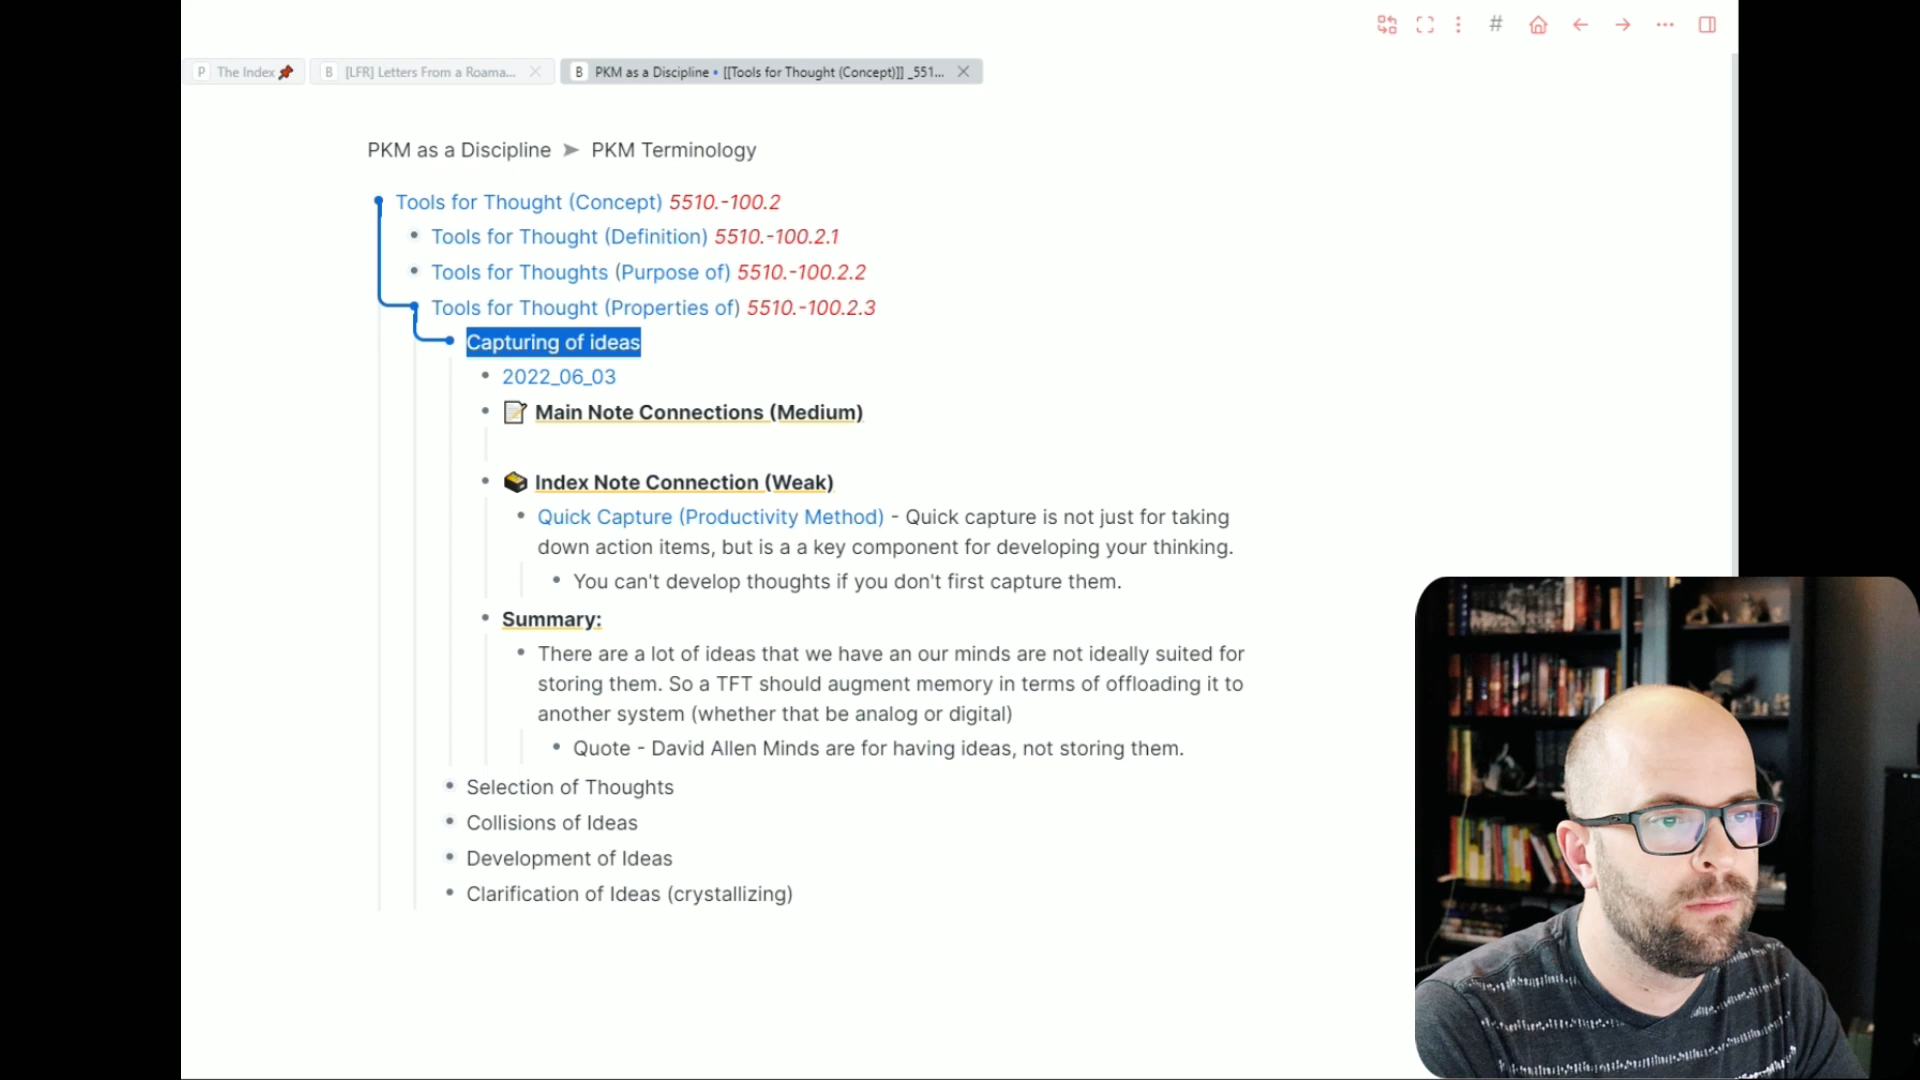 P The Index
B [LFR] Letters From a Roama...
B PKM as a Discipline • [[Tools for Thought (Concept)]] _551...
PKM as a Discipline ➤ PKM Terminology
Tools for Thought (Concept) 5510.-100.2
Tools for Thought (Definition) 5510.-100.2.1
Tools for Thoughts (Purpose of) 5510.-100.2.2
Tools for Thought (Properties of) 5510.-100.2.3
Capturing of ideas
2022_06_03
Main Note Connections (Medium)
Index Note Connection (Weak)
Quick Capture (Productivity Method) - Quick capture is not just for taking
down action items, but is a a key component for developing your thinking.
You can't develop thoughts if you don't first capture them.
Summary:
There are a lot of ideas that we have an our minds are not ideally suited for
storing them. So a TFT should augment memory in terms of offloading it to
another system (whether that be analog or digital)
Quote - David Allen Minds are for having ideas, not storing them.
Selection of Thoughts
Collisions of Ideas
Development of Ideas
Clarification of Ideas (crystallizing)